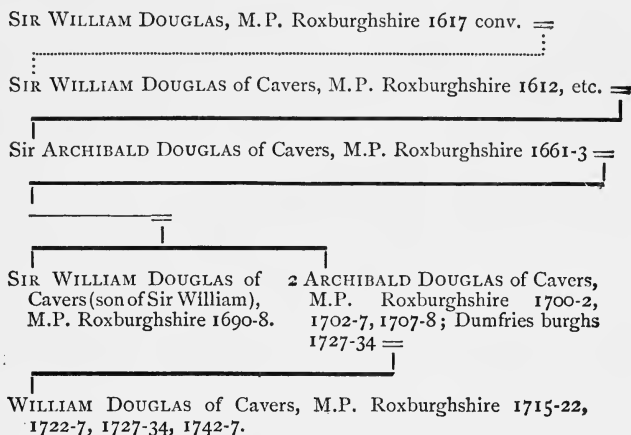 SIR WILLIAM DOUGLAS, M.P. Roxburghshire 1617 conv.
SIR WILLIAM DOUGLAS of Cavers, M.P. Roxburghshire 1612, etc.
Sir ARCHIBALD DOUGLAS of Cavers, M.P. Roxburghshire 1661-3
SIR WILLIAM DOUGLAS of
Cavers (son of Sir William),
M.P. Roxburghshire 1690-8.
2 ARCHIBALD DOUGLAS of Cavers,
M.P. Roxburghshire 1700-2,
1702-7, 1707-8; Dumfries burghs
1727-34
WILLIAM DOUGLAS of Cavers, M.P. Roxburghshire 1715-22,
1722-7, 1727-34, 1742-7.